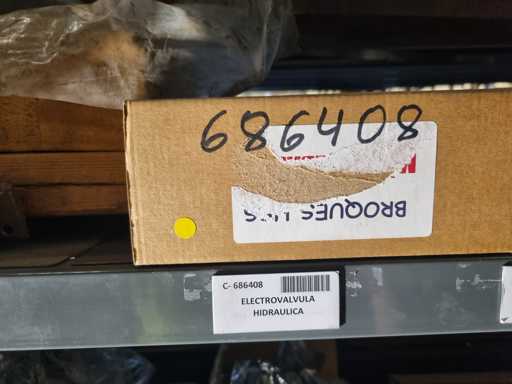 686408
BROQUES
C- 686408
ELECTROVALVULA
HIDRAULICA